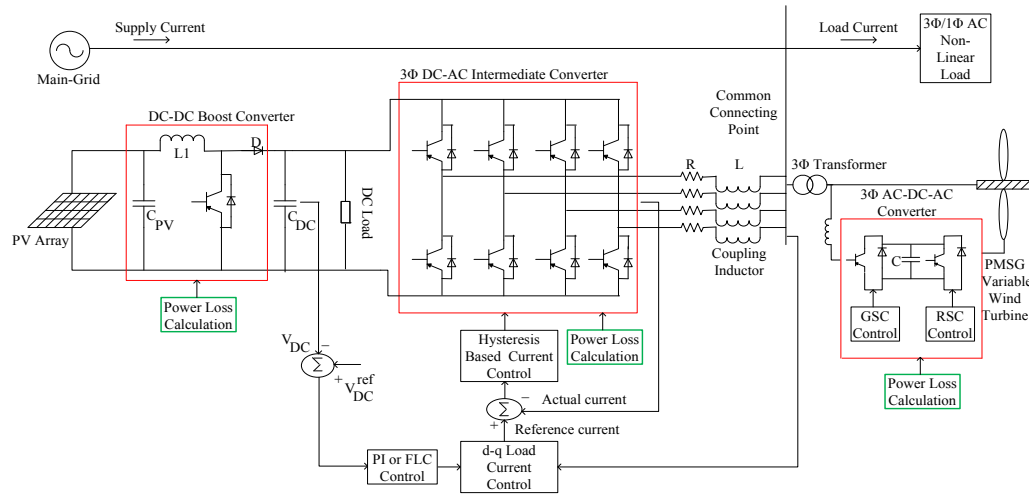 Supply Current
Main-Grid
Load Current
3Φ/1Φ AC
Non-
Linear
Load
3Φ DC-AC Intermediate Converter
Common
Connecting
Point
DC-DC Boost Converter
L1
D
C PV
C DC
DC Load
PV Array
R
L
Coupling
Inductor
3Φ Transformer
3Φ AC-DC-AC
Converter
C
GSC
Control
RSC
Control
PMSG
Variable
Wind
Turbine
Power Loss
Calculation
Power Loss
Calculation
Power Loss
Calculation
Hysteresis
Based Current
Control
V DC
−
Σ
+
V DC ref
Σ
−
+
Actual current
Reference current
PI or FLC
Control
d-q Load
Current
Control